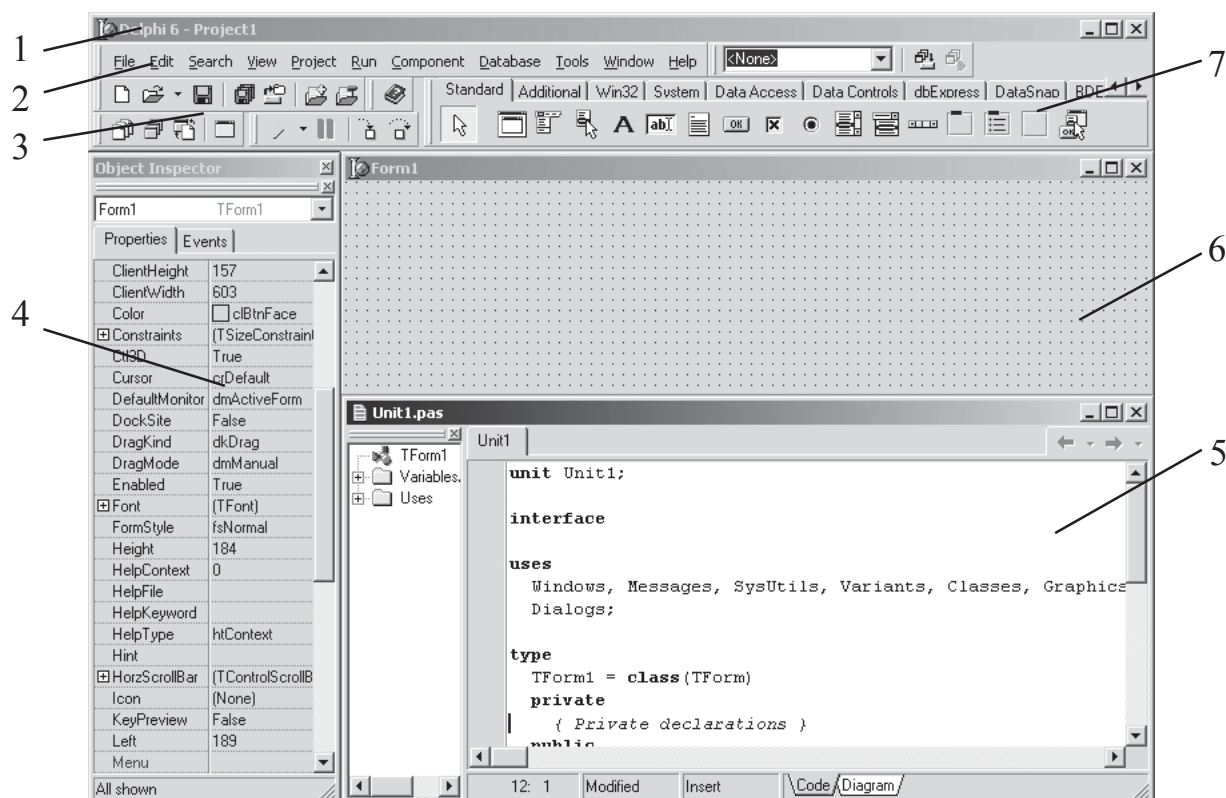 1
Delphi 6 - Project1
2
File Edit Search View Project Run Component Database Tools Window Help
<None>
7
Standard Additional Win32 System Data Access Data Controls dbExpress DataSnap BDE
3
A ab OK
OK
Object Inspector
Form1 TForm1
Properties Events
ClientHeight 157
ClientWidth 603
Color clBtnFace
Constraints (TSizeConstraint
Ctl3D True
Cursor crDefault
DefaultMonitor dmActiveForm
DockSite False
DragKind dkDrag
DragMode dmManual
Enabled True
Font (TFont)
FormStyle fsNormal
Height 184
HelpContext 0
HelpFile
HelpKeyword
HelpType htContext
Hint
HorzScrollBar (TControlScrollB
Icon (None)
KeyPreview False
Left 189
Menu
All shown
4
Form1
6
Unit1.pas
TForm1
Variables.
Uses
Unit1
5
unit Unit1;
interface
uses
Windows, Messages, SysUtils, Variants, Classes, Graphics
Dialogs;
type
TForm1 = class(TForm)
private
{ Private declarations }
public
12: 1 Modified Insert Code Diagram